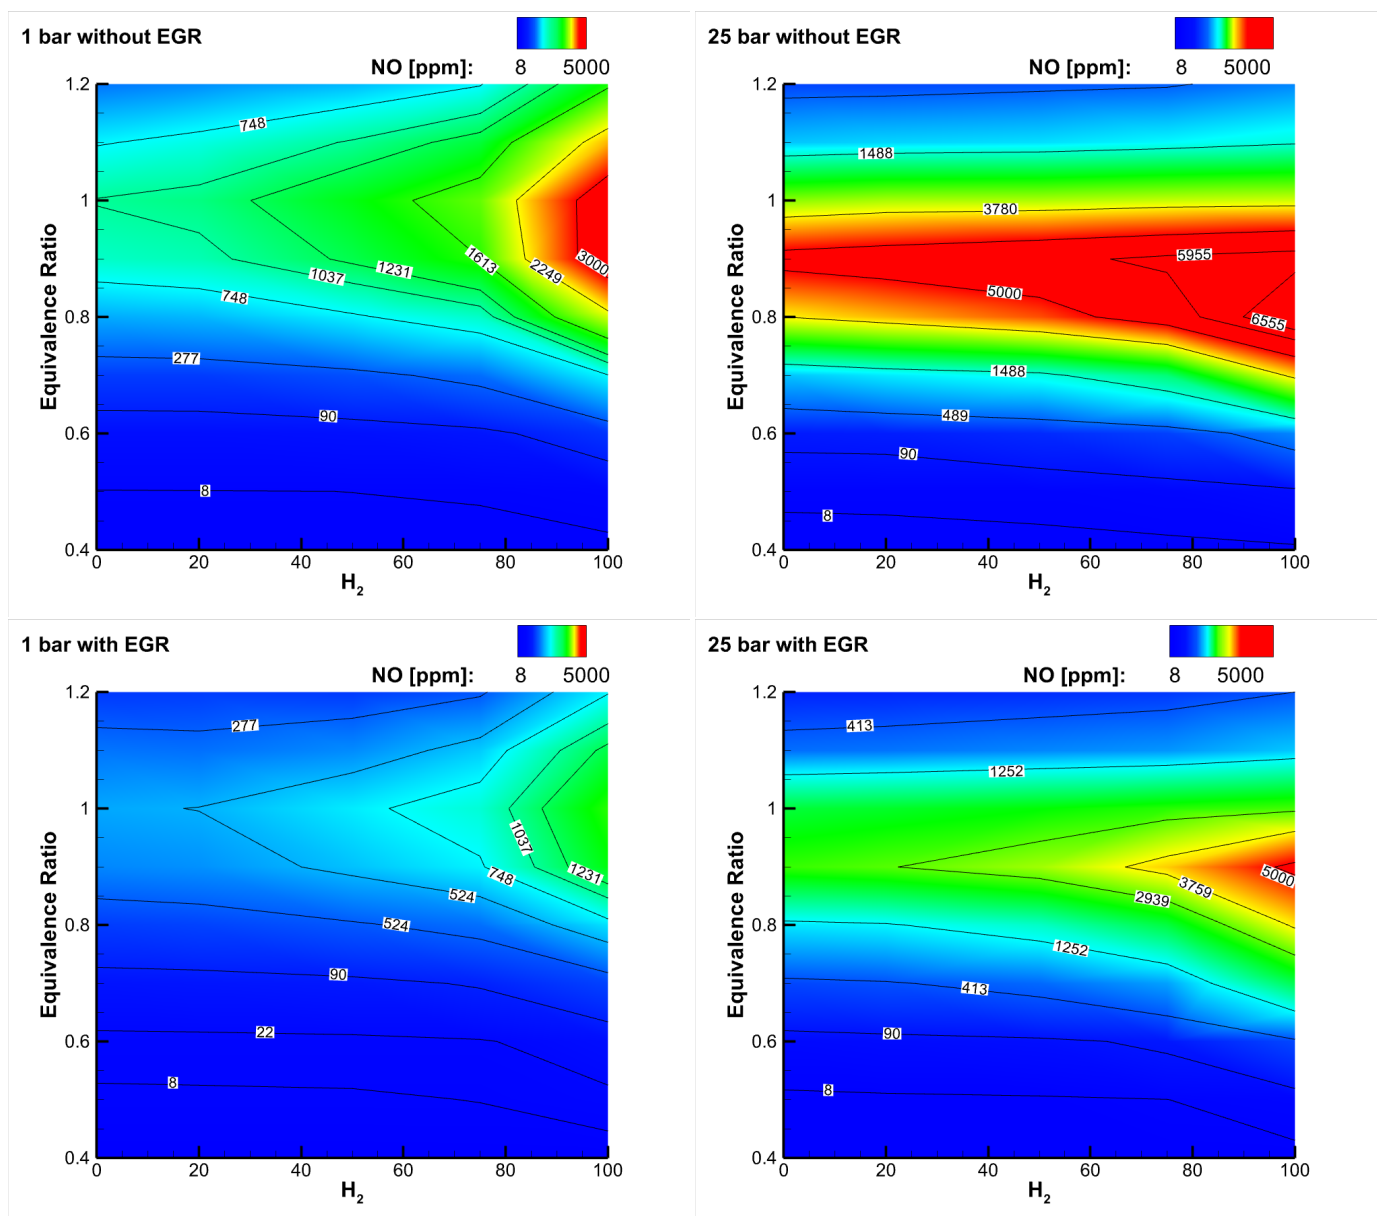 1 bar without EGR
NO [ppm]: 8 5000
1.2
1
0.8
0.6
0.4
Equivalence Ratio
748
1037
1231
1613
2249
3000
748
277
90
8
0 20 40 60 80 100
H2
25 bar without EGR
NO [ppm]: 8 5000
1.2
1
0.8
0.6
0.4
Equivalence Ratio
1488
3780
5955
5000
6555
1488
489
90
8
0 20 40 60 80 100
H2
1 bar with EGR
NO [ppm]: 8 5000
1.2
1
0.8
0.6
0.4
Equivalence Ratio
277
1037
748
1231
524
524
90
22
8
0 20 40 60 80 100
H2
25 bar with EGR
NO [ppm]: 8 5000
1.2
1
0.8
0.6
0.4
Equivalence Ratio
413
1252
5000
3759
2939
1252
413
90
8
0 20 40 60 80 100
H2